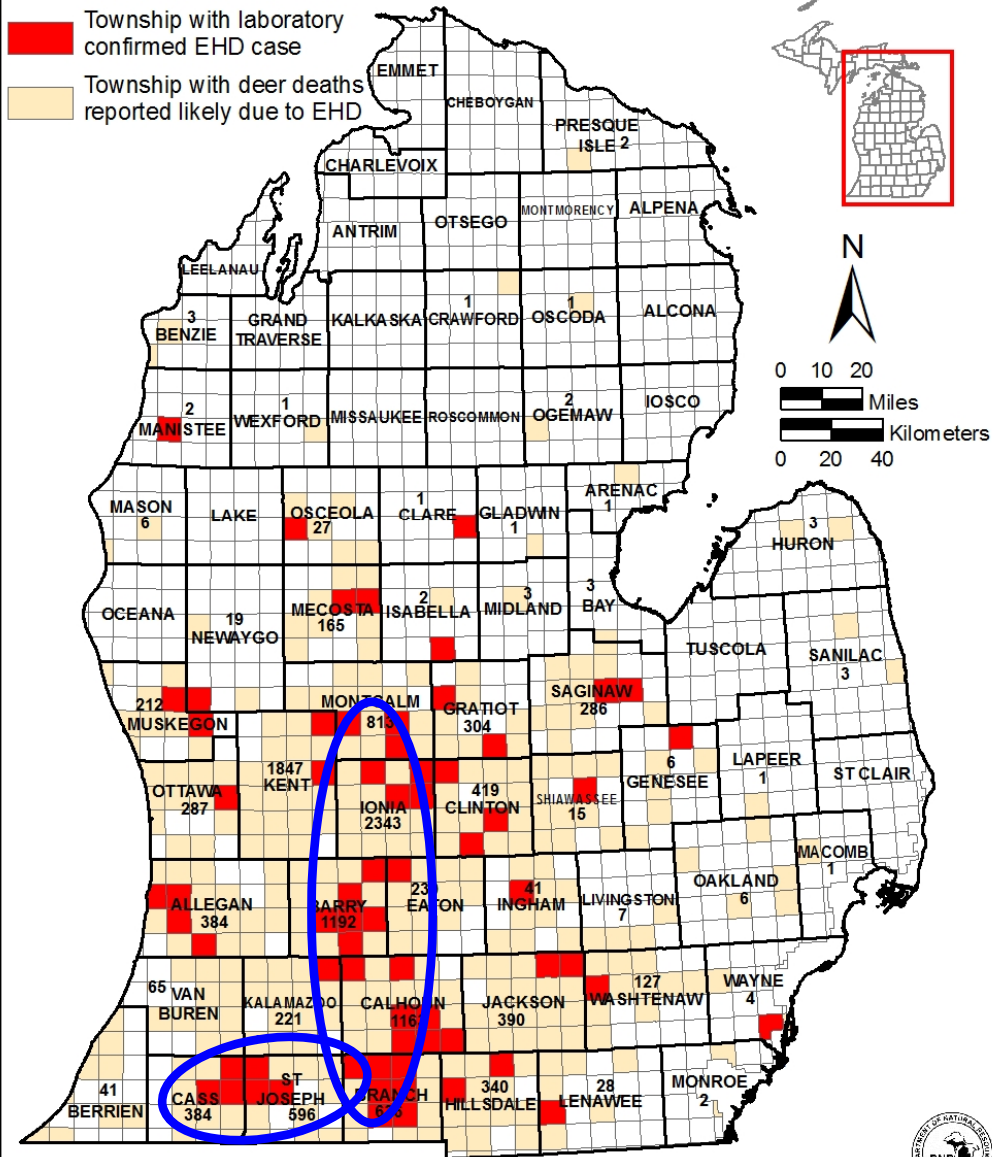 Township with laboratory
confirmed EHD case
Township with deer deaths
reported likely due to EHD
EMMET
CHEBOYGAN
PRESQUE
ISLE 2
CHARLEVOIX
ANTRIM
OTSEGO
MONTMORENCY
ALPENA
N
LEELANAU
3
BENZIE
GRAND
TRAVERSE
KALKASKA
1
CRAWFORD
1
OSCODA
ALCONA
0 10 20
Miles
Kilometers
0 20 40
2
MANISTEE
1
WEXFORD
MISSAUKEE
ROSCOMMON
2
OGEMAW
IOSCO
MASON
6
LAKE
OSCEOLA
27
1
CLARE
GLADWIN
1
ARENAC
1
3
HURON
OCEANA
19
NEWAYGO
MECOSTA
165
2
ISABELLA
3
MIDLAND
3
BAY
TUSCOLA
SANILAC
3
212
MUSKEGON
MONTCALM
813
GRATIOT
304
SAGINAW
286
OTTAWA
287
1847
KENT
IONIA
2343
419
CLINTON
SHIAWASSEE
15
6
GENESEE
LAPEER
1
ST CLAIR
ALLEGAN
384
BARRY
1192
EATON
41
INGHAM
LIVINGSTON
7
OAKLAND
6
MACOMB
1
65
VAN
BUREN
KALAMAZOO
221
CALHOUN
JACKSON
390
127
WASHTENAW
WAYNE
4
41
BERRIEN
CASS
384
ST
JOSEPH
596
BRANCH
340
HILLSDALE
28
LENAWEE
MONROE
2